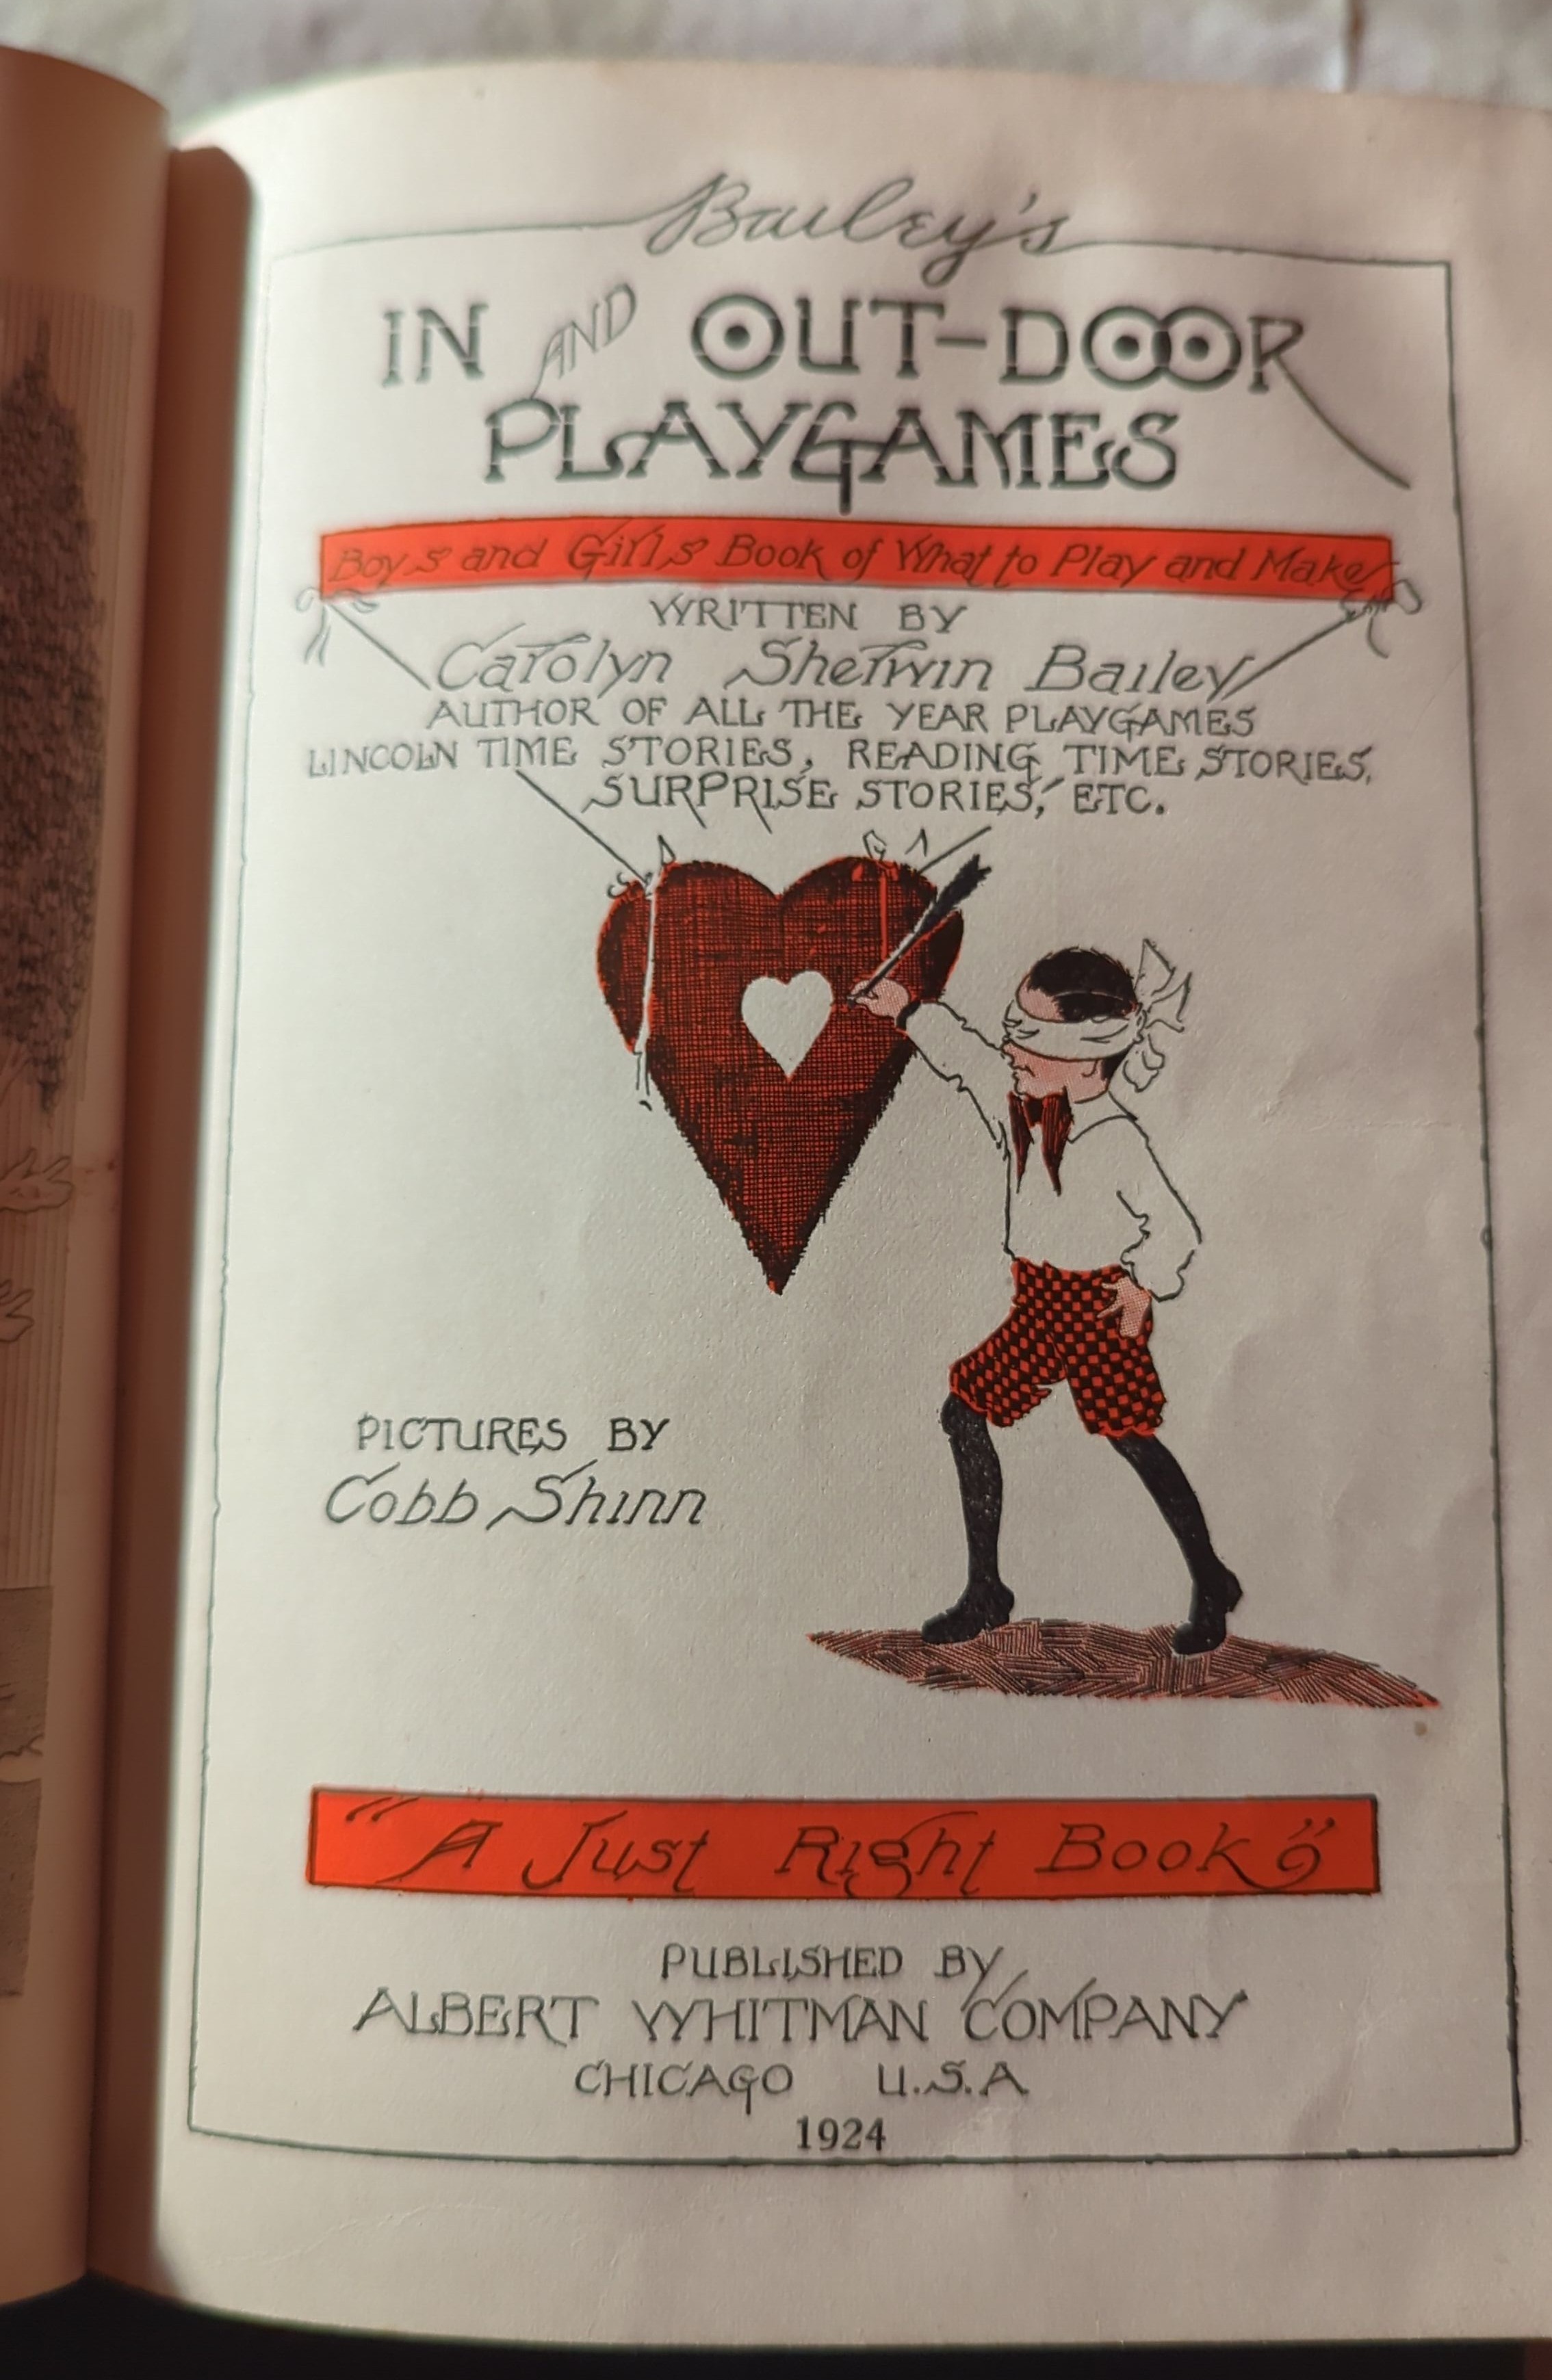 Bailey's
IN AND OUT-DOOR
PLAYGAMES
Boys and Girls Book of What to Play and Make
WRITTEN BY
Carolyn Sherwin Bailey
AUTHOR OF ALL THE YEAR PLAYGAMES
LINCOLN TIME STORIES, READING TIME STORIES,
SURPRISE STORIES, ETC.
PICTURES BY
Cobb Shinn
"A Just Right Book"
PUBLISHED BY
ALBERT WHITMAN COMPANY
CHICAGO U.S.A
1924